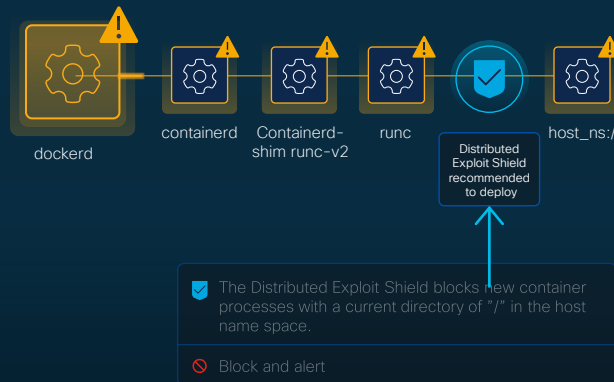 dockerd
containerd
Containerd-
shim runc-v2
runc
host_ns:/
Distributed
Exploit Shield
recommended
to deploy
The Distributed Exploit Shield blocks new container
processes with a current directory of "/" in the host
name space.
Block and alert